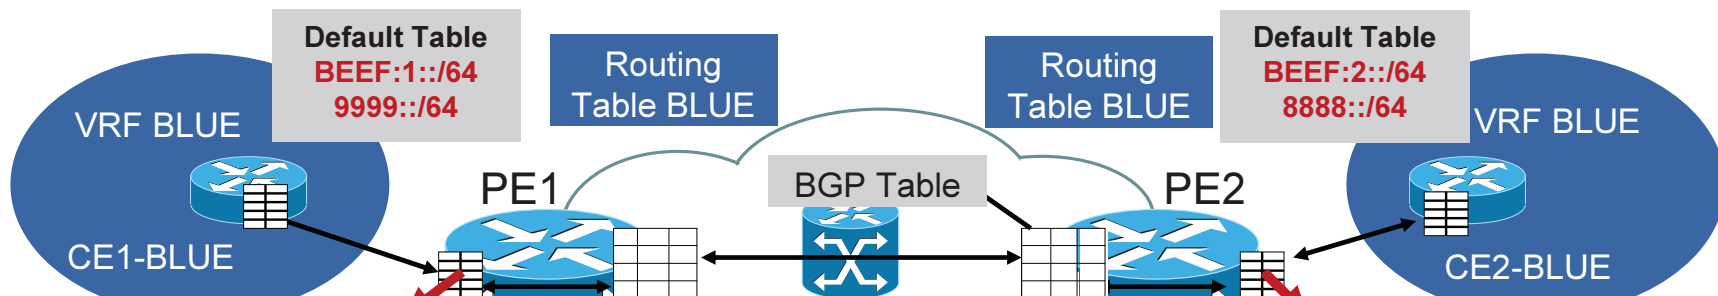 Default Table
BEEF:1::/64
9999::/64
Routing
Table BLUE
Routing
Table BLUE
Default Table
BEEF:2::/64
8888::/64
VRF BLUE
VRF BLUE
PE1
BGP Table
PE2
CE1-BLUE
CE2-BLUE